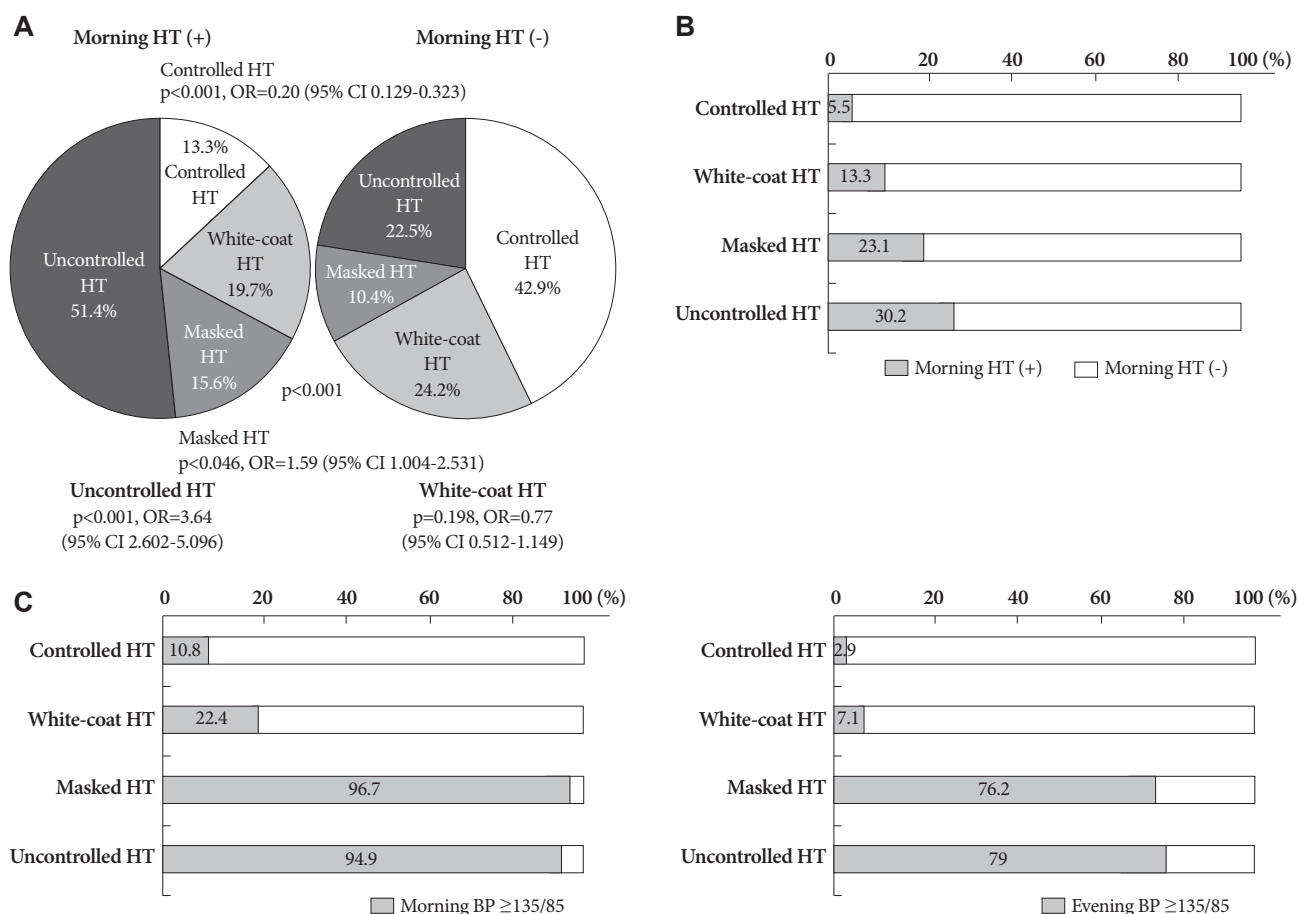 A
Morning HT (+)
Morning HT (-)
Controlled HT
p<0.001, OR=0.20 (95% CI 0.129-0.323)
13.3%
Controlled
HT
White-coat
HT
19.7%
Masked
HT
15.6%
Uncontrolled
HT
51.4%
Uncontrolled
HT
22.5%
Masked HT
10.4%
White-coat
HT
24.2%
Controlled
HT
42.9%
p<0.001
Masked HT
p<0.046, OR=1.59 (95% CI 1.004-2.531)
Uncontrolled HT
p<0.001, OR=3.64
(95% CI 2.602-5.096)
White-coat HT
p=0.198, OR=0.77
(95% CI 0.512-1.149)
B
0 20 40 60 80 100 (%)
Controlled HT 5.5
White-coat HT 13.3
Masked HT 23.1
Uncontrolled HT 30.2
Morning HT (+) Morning HT (-)
C
0 20 40 60 80 100 (%)
Controlled HT 10.8
White-coat HT 22.4
Masked HT 96.7
Uncontrolled HT 94.9
Morning BP ≥135/85
0 20 40 60 80 100 (%)
Controlled HT 2.9
White-coat HT 7.1
Masked HT 76.2
Uncontrolled HT 79
Evening BP ≥135/85